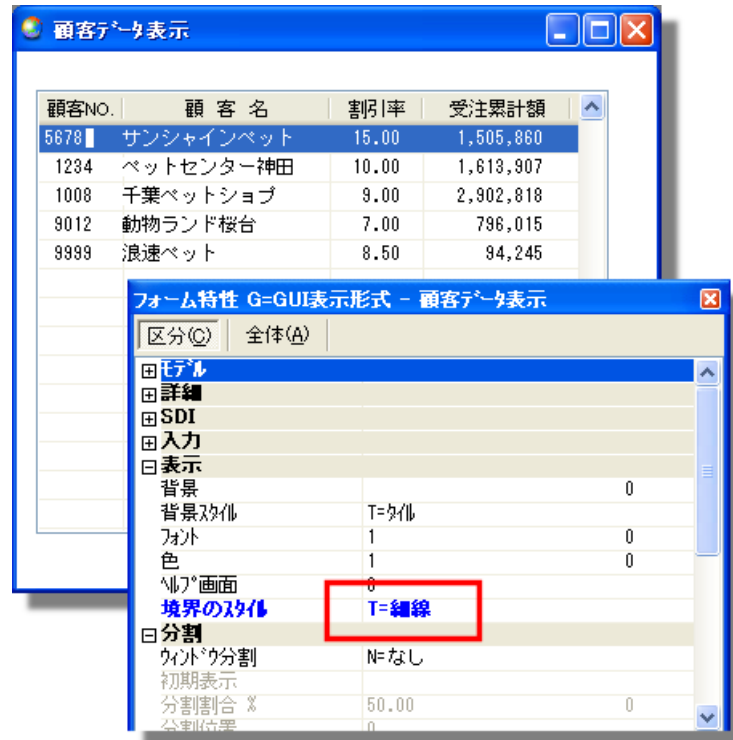 顧客ﾃﾞｰﾀ表示
顧客NO. 顧 客 名 割引率 受注累計額
5678 サンシャインペット 15.00 1,505,860
1234 ペットセンター神田 10.00 1,613,907
1008 千葉ペットショプ 9.00 2,902,818
9012 動物ランド桜台 7.00 796,015
9999 浪速ペット 8.50 94,245
フォーム特性 G=GUI表示形式 - 顧客ﾃﾞｰﾀ表示
区分(C) 全体(A)
ﾓﾃﾞﾙ
詳細
SDI
入力
表示
背景 0
背景ｽﾀｲﾙ T=ﾀｲﾙ
ﾌｫﾝﾄ 1 0
色 1 0
ﾍﾙﾌﾟ画面 0
境界のｽﾀｲﾙ T=細線
分割
ｳｨﾝﾄﾞｳ分割 N=なし
初期表示
分割割合 % 50.00 0
分割位置 0